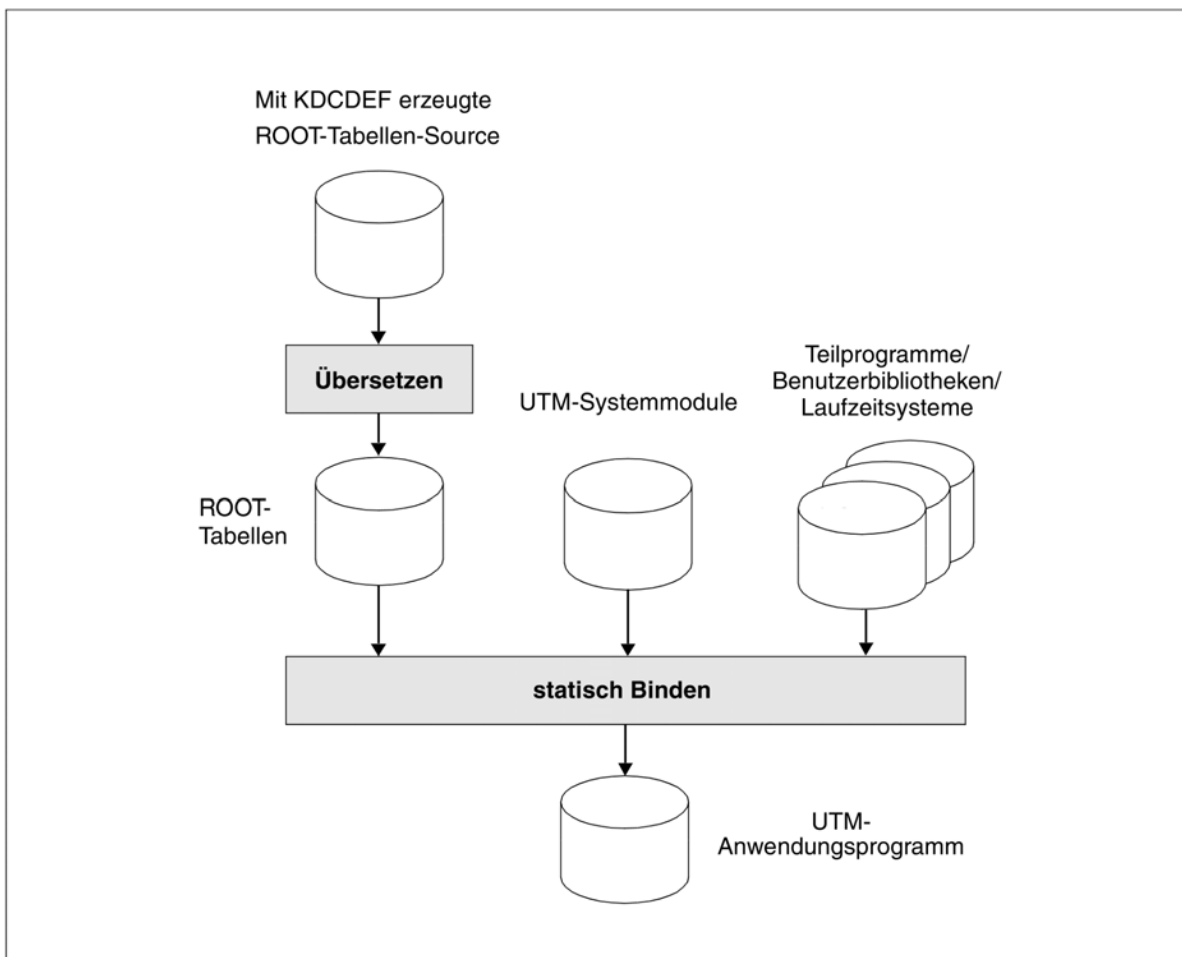 Mit KDCDEF erzeugte
ROOT-Tabellen-Source
Übersetzen
Teilprogramme/
Benutzerbibliotheken/
Laufzeitsysteme
UTM-Systemmodule
ROOT-
Tabellen
statisch Binden
UTM-
Anwendungsprogramm